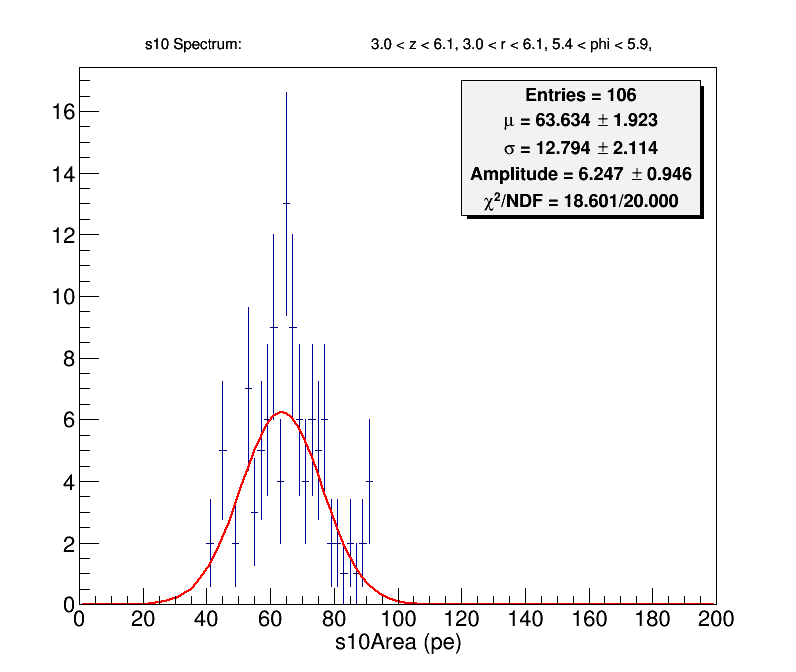 s10 Spectrum: 3.0 < z < 6.1, 3.0 < r < 6.1, 5.4 < phi < 5.9,
Entries = 106
μ = 63.634 ± 1.923
σ = 12.794 ± 2.114
Amplitude = 6.247 ± 0.946
χ²/NDF = 18.601/20.000
16
14
12
10
8
6
4
2
0
0 20 40 60 80 100 120 140 160 180 200
s10Area (pe)